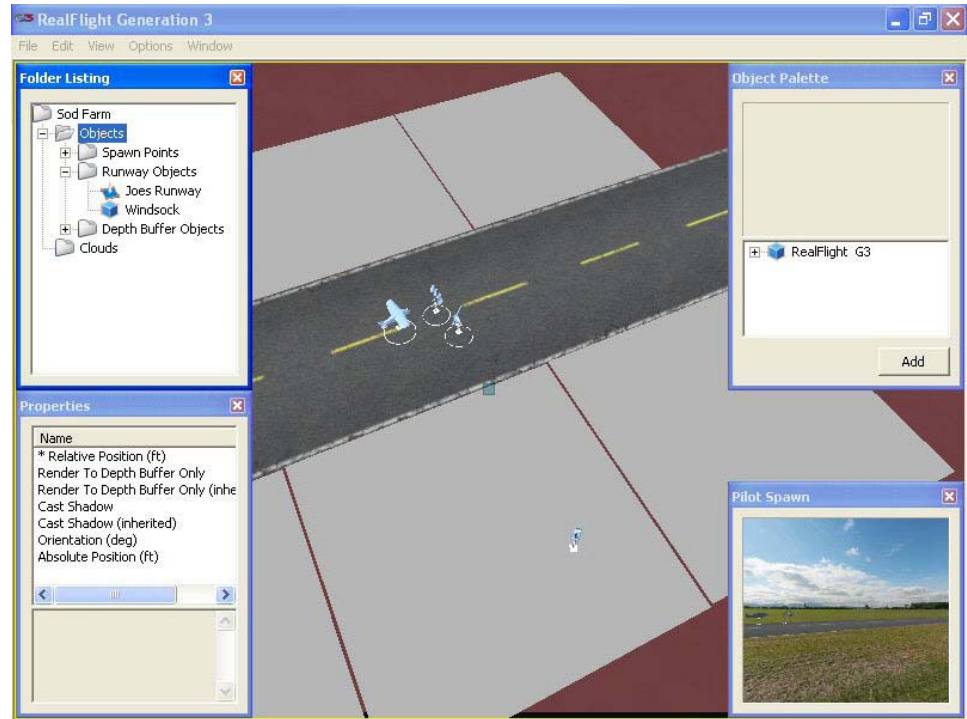 RealFlight Generation 3
File Edit View Options Window
Folder Listing
Sod Farm
Objects
Spawn Points
Runway Objects
Joes Runway
Windsock
Depth Buffer Objects
Clouds
Properties
Name
* Relative Position (ft)
Render To Depth Buffer Only
Render To Depth Buffer Only (inhe
Cast Shadow
Cast Shadow (inherited)
Orientation (deg)
Absolute Position (ft)
Object Palette
RealFlight G3
Add
Pilot Spawn